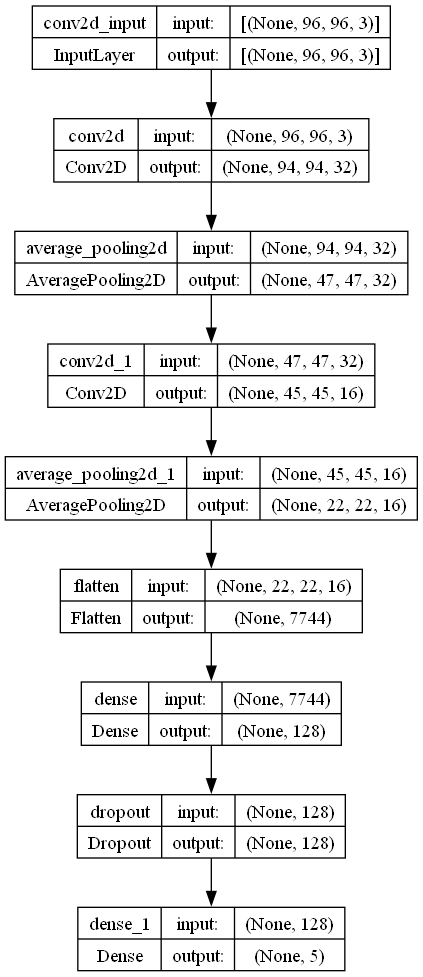 conv2d_input input: [(None, 96, 96, 3)]
InputLayer output: [(None, 96, 96, 3)]
conv2d input: (None, 96, 96, 3)
Conv2D output: (None, 94, 94, 32)
average_pooling2d input: (None, 94, 94, 32)
AveragePooling2D output: (None, 47, 47, 32)
conv2d_1 input: (None, 47, 47, 32)
Conv2D output: (None, 45, 45, 16)
average_pooling2d_1 input: (None, 45, 45, 16)
AveragePooling2D output: (None, 22, 22, 16)
flatten input: (None, 22, 22, 16)
Flatten output: (None, 7744)
dense input: (None, 7744)
Dense output: (None, 128)
dropout input: (None, 128)
Dropout output: (None, 128)
dense_1 input: (None, 128)
Dense output: (None, 5)